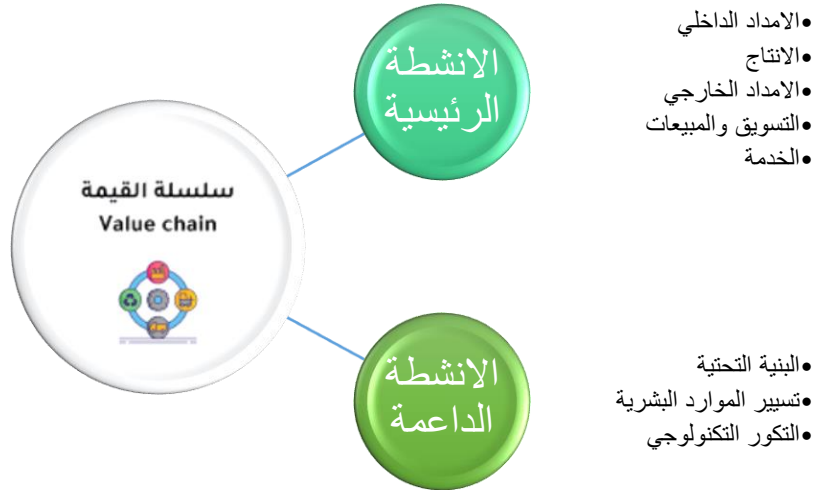 سلسلة القيمة
Value chain
الانشطة
الرئيسية
•الامداد الداخلي
•الانتاج
•الامداد الخارجي
•التسويق والمبيعات
•الخدمة
الانشطة
الداعمة
•البنية التحتية
•تسيير الموارد البشرية
•التكور التكنولوجي